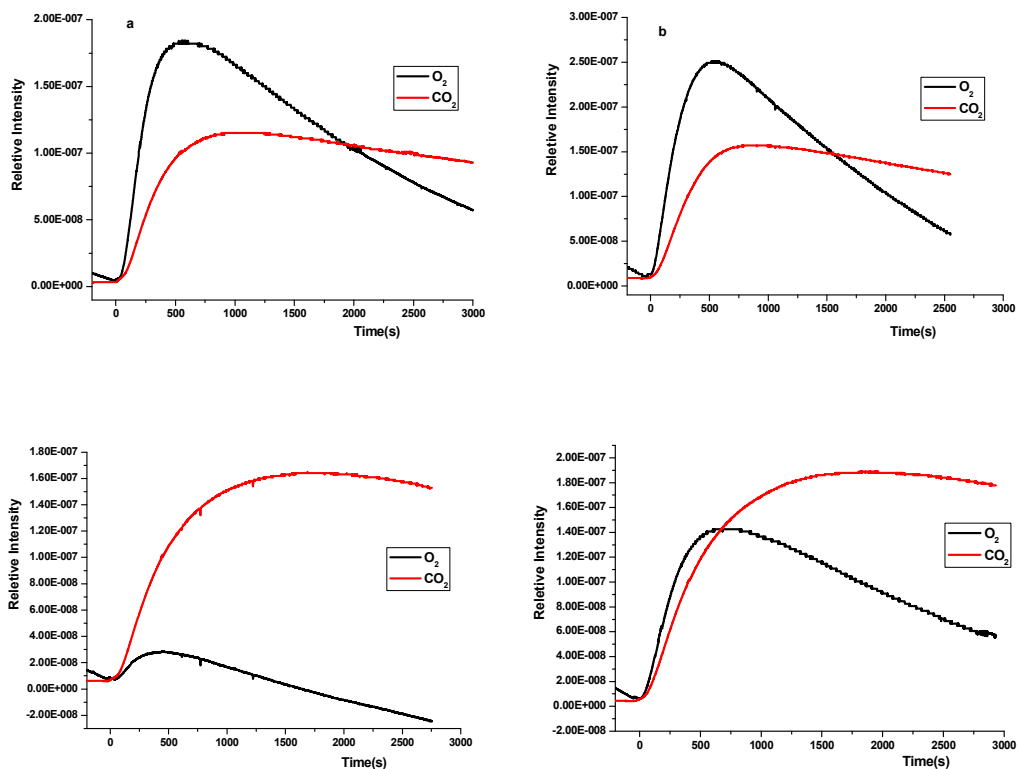 a
2.00E-007
1.50E-007
1.00E-007
5.00E-008
0.00E+000
Reletive Intensity
O2
CO2
0 500 1000 1500 2000 2500 3000
Time(s)
b
3.00E-007
2.50E-007
2.00E-007
1.50E-007
1.00E-007
5.00E-008
0.00E+000
Reletive Intensity
O2
CO2
0 500 1000 1500 2000 2500 3000
Time(s)
1.80E-007
1.60E-007
1.40E-007
1.20E-007
1.00E-007
8.00E-008
6.00E-008
4.00E-008
2.00E-008
0.00E+000
-2.00E-008
Reletive Intensity
O2
CO2
0 500 1000 1500 2000 2500 3000
Time(s)
2.00E-007
1.80E-007
1.60E-007
1.40E-007
1.20E-007
1.00E-007
8.00E-008
6.00E-008
4.00E-008
2.00E-008
0.00E+000
-2.00E-008
Reletive Intensity
O2
CO2
0 500 1000 1500 2000 2500 3000
Time(s)